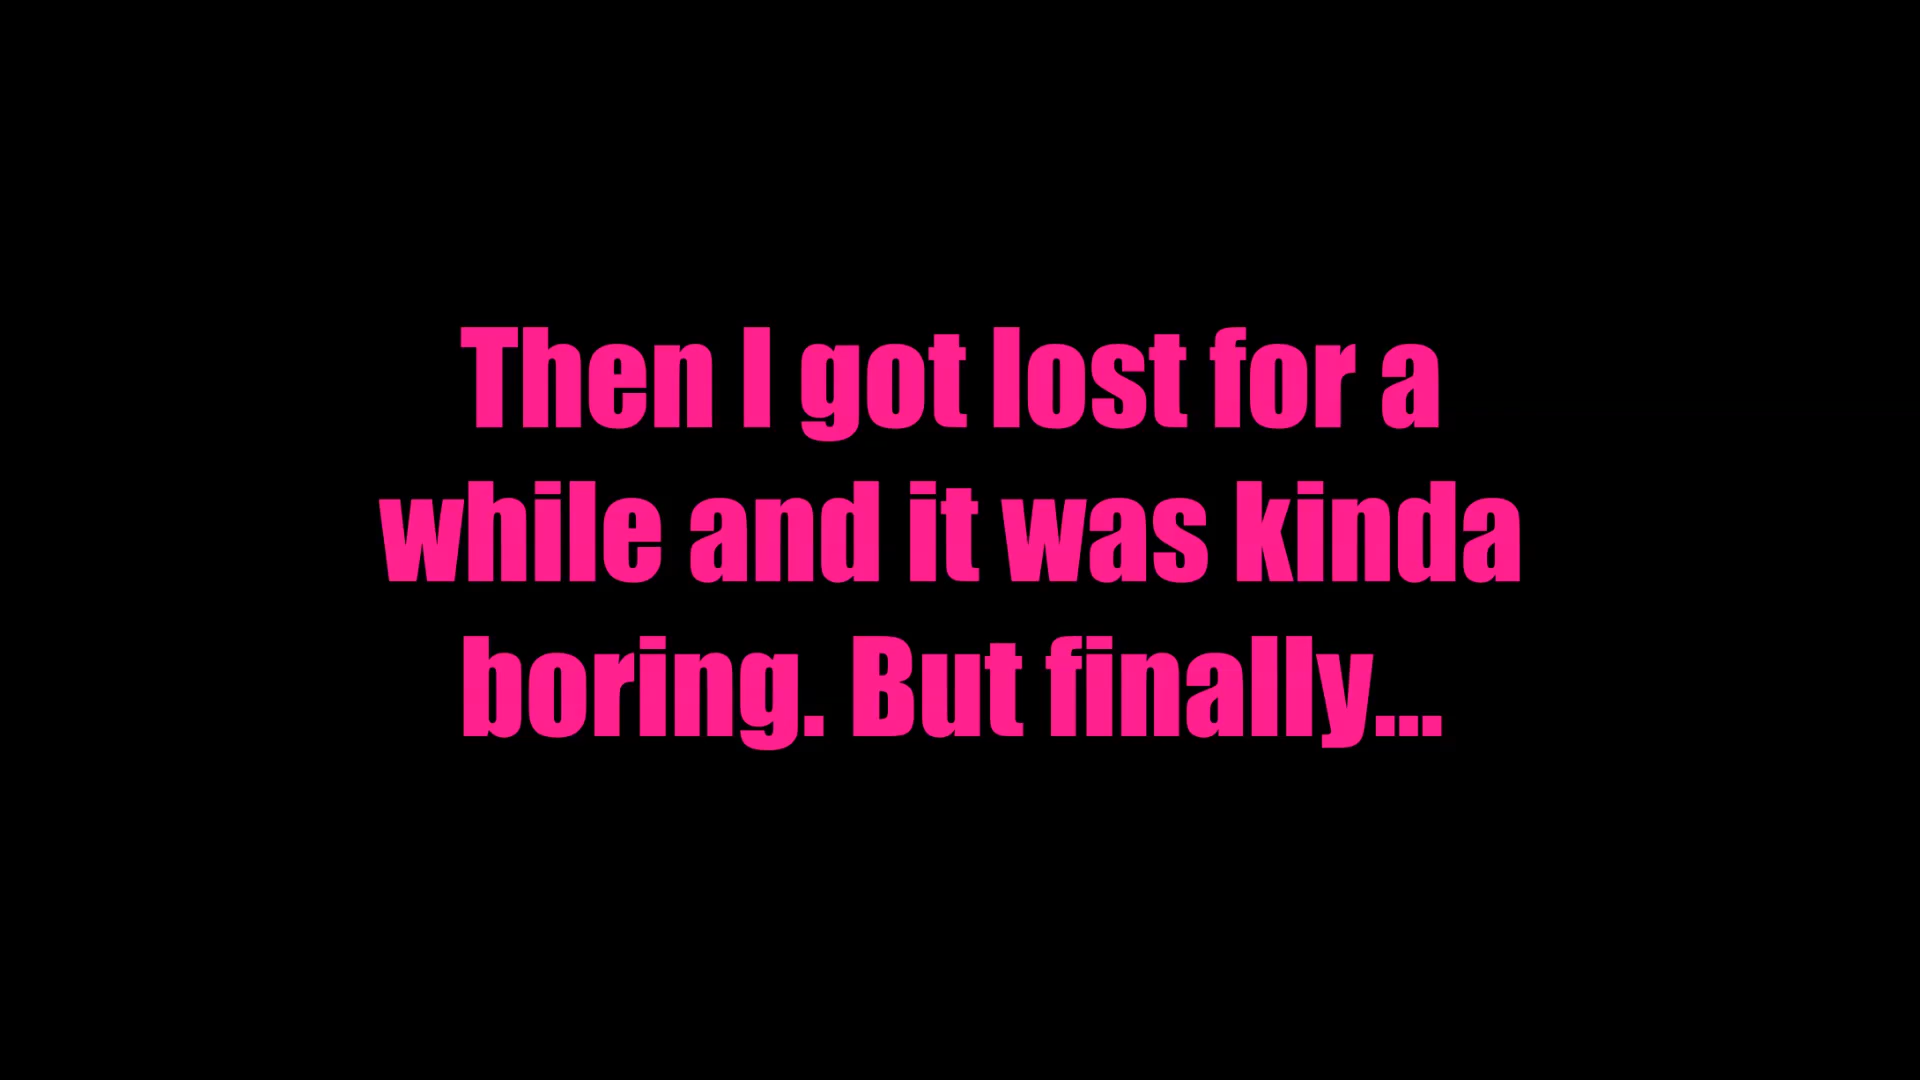 Then I got lost for a
while and it was kinda
boring. But finally...